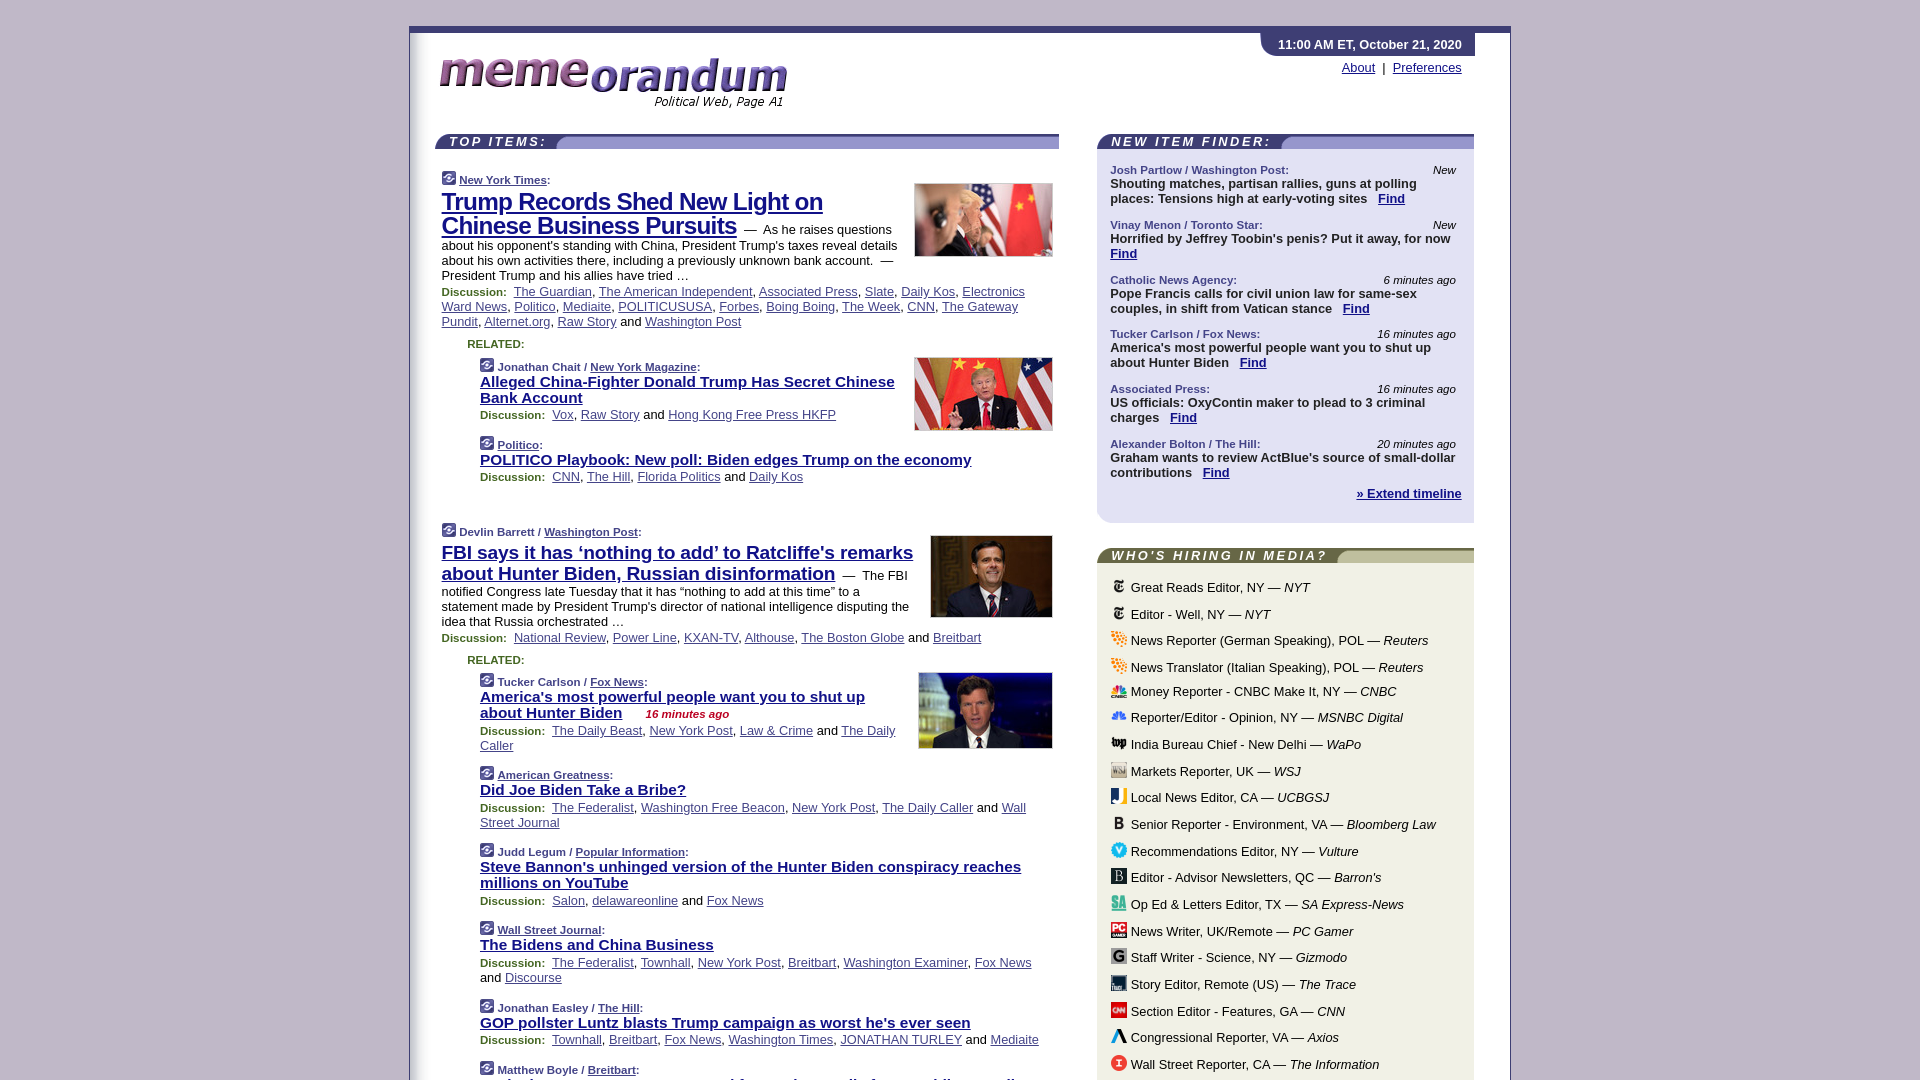 11:00 AM ET, October 21, 2020
About | Preferences
memeorandum
Political Web, Page A1
TOP ITEMS:
New York Times:
Trump Records Shed New Light on
Chinese Business Pursuits — As he raises questions
about his opponent's standing with China, President Trump's taxes reveal details
about his own activities there, including a previously unknown bank account. —
President Trump and his allies have tried …
Discussion: The Guardian, The American Independent, Associated Press, Slate, Daily Kos, Electronics
Ward News, Politico, Mediaite, POLITICUSUSA, Forbes, Boing Boing, The Week, CNN, The Gateway
Pundit, Alternet.org, Raw Story and Washington Post
RELATED:
Jonathan Chait / New York Magazine:
Alleged China-Fighter Donald Trump Has Secret Chinese
Bank Account
Discussion: Vox, Raw Story and Hong Kong Free Press HKFP
Politico:
POLITICO Playbook: New poll: Biden edges Trump on the economy
Discussion: CNN, The Hill, Florida Politics and Daily Kos
Devlin Barrett / Washington Post:
FBI says it has ‘nothing to add’ to Ratcliffe's remarks
about Hunter Biden, Russian disinformation — The FBI
notified Congress late Tuesday that it has “nothing to add at this time” to a
statement made by President Trump's director of national intelligence disputing the
idea that Russia orchestrated …
Discussion: National Review, Power Line, KXAN-TV, Althouse, The Boston Globe and Breitbart
RELATED:
Tucker Carlson / Fox News:
America's most powerful people want you to shut up
about Hunter Biden 16 minutes ago
Discussion: The Daily Beast, New York Post, Law & Crime and The Daily
Caller
American Greatness:
Did Joe Biden Take a Bribe?
Discussion: The Federalist, Washington Free Beacon, New York Post, The Daily Caller and Wall
Street Journal
Judd Legum / Popular Information:
Steve Bannon's unhinged version of the Hunter Biden conspiracy reaches
millions on YouTube
Discussion: Salon, delawareonline and Fox News
Wall Street Journal:
The Bidens and China Business
Discussion: The Federalist, Townhall, New York Post, Breitbart, Washington Examiner, Fox News
and Discourse
Jonathan Easley / The Hill:
GOP pollster Luntz blasts Trump campaign as worst he's ever seen
Discussion: Townhall, Breitbart, Fox News, Washington Times, JONATHAN TURLEY and Mediaite
Matthew Boyle / Breitbart:
NEW ITEM FINDER:
Josh Partlow / Washington Post: New
Shouting matches, partisan rallies, guns at polling
places: Tensions high at early-voting sites Find
Vinay Menon / Toronto Star: New
Horrified by Jeffrey Toobin's penis? Put it away, for now
Find
Catholic News Agency: 6 minutes ago
Pope Francis calls for civil union law for same-sex
couples, in shift from Vatican stance Find
Tucker Carlson / Fox News: 16 minutes ago
America's most powerful people want you to shut up
about Hunter Biden Find
Associated Press: 16 minutes ago
US officials: OxyContin maker to plead to 3 criminal
charges Find
Alexander Bolton / The Hill: 20 minutes ago
Graham wants to review ActBlue's source of small-dollar
contributions Find
» Extend timeline
WHO'S HIRING IN MEDIA?
Great Reads Editor, NY — NYT
Editor - Well, NY — NYT
News Reporter (German Speaking), POL — Reuters
News Translator (Italian Speaking), POL — Reuters
Money Reporter - CNBC Make It, NY — CNBC
Reporter/Editor - Opinion, NY — MSNBC Digital
India Bureau Chief - New Delhi — WaPo
Markets Reporter, UK — WSJ
Local News Editor, CA — UCBGSJ
Senior Reporter - Environment, VA — Bloomberg Law
Recommendations Editor, NY — Vulture
Editor - Advisor Newsletters, QC — Barron's
Op Ed & Letters Editor, TX — SA Express-News
News Writer, UK/Remote — PC Gamer
Staff Writer - Science, NY — Gizmodo
Story Editor, Remote (US) — The Trace
Section Editor - Features, GA — CNN
Congressional Reporter, VA — Axios
Wall Street Reporter, CA — The Information